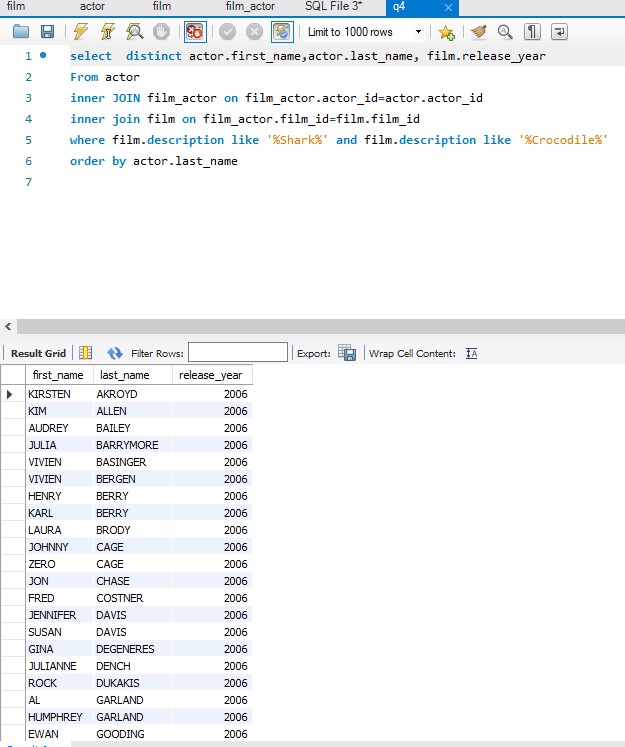 film actor film film_actor SQL File 3* q4
Limit to 1000 rows
1 select  distinct actor.first_name,actor.last_name, film.release_year
2 From actor
3 inner JOIN film_actor on film_actor.actor_id=actor.actor_id
4 inner join film on film_actor.film_id=film.film_id
5 where film.description like '%Shark%' and film.description like '%Crocodile%'
6 order by actor.last_name
7
Result Grid Filter Rows: Export: Wrap Cell Content:
first_name last_name release_year
KIRSTEN AKROYD 2006
KIM ALLEN 2006
AUDREY BAILEY 2006
JULIA BARRYMORE 2006
VIVIEN BASINGER 2006
VIVIEN BERGEN 2006
HENRY BERRY 2006
KARL BERRY 2006
LAURA BRODY 2006
JOHNNY CAGE 2006
ZERO CAGE 2006
JON CHASE 2006
FRED COSTNER 2006
JENNIFER DAVIS 2006
SUSAN DAVIS 2006
GINA DEGENERES 2006
JULIANNE DENCH 2006
ROCK DUKAKIS 2006
AL GARLAND 2006
HUMPHREY GARLAND 2006
EWAN GOODING 2006